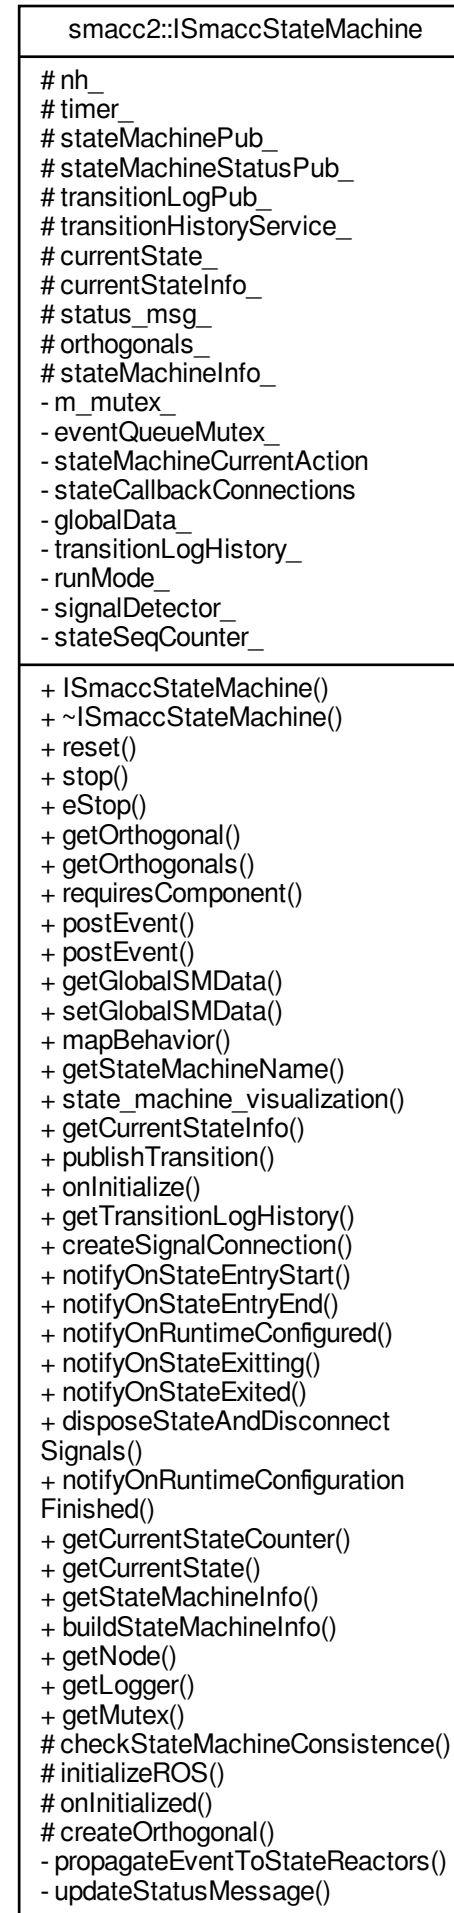 smacc2::ISmaccStateMachine
# nh_
# timer_
# stateMachinePub_
# stateMachineStatusPub_
# transitionLogPub_
# transitionHistoryService_
# currentState_
# currentStateInfo_
# status_msg_
# orthogonals_
# stateMachineInfo_
- m_mutex_
- eventQueueMutex_
- stateMachineCurrentAction
- stateCallbackConnections
- globalData_
- transitionLogHistory_
- runMode_
- signalDetector_
- stateSeqCounter_
+ ISmaccStateMachine()
+ ~ISmaccStateMachine()
+ reset()
+ stop()
+ eStop()
+ getOrthogonal()
+ getOrthogonals()
+ requiresComponent()
+ postEvent()
+ postEvent()
+ getGlobalSMData()
+ setGlobalSMData()
+ mapBehavior()
+ getStateMachineName()
+ state_machine_visualization()
+ getCurrentStateInfo()
+ publishTransition()
+ onInitialize()
+ getTransitionLogHistory()
+ createSignalConnection()
+ notifyOnStateEntryStart()
+ notifyOnStateEntryEnd()
+ notifyOnRuntimeConfigured()
+ notifyOnStateExitting()
+ notifyOnStateExited()
+ disposeStateAndDisconnect
Signals()
+ notifyOnRuntimeConfiguration
Finished()
+ getCurrentStateCounter()
+ getCurrentState()
+ getStateMachineInfo()
+ buildStateMachineInfo()
+ getNode()
+ getLogger()
+ getMutex()
# checkStateMachineConsistence()
# initializeROS()
# onInitialized()
# createOrthogonal()
- propagateEventToStateReactors()
- updateStatusMessage()